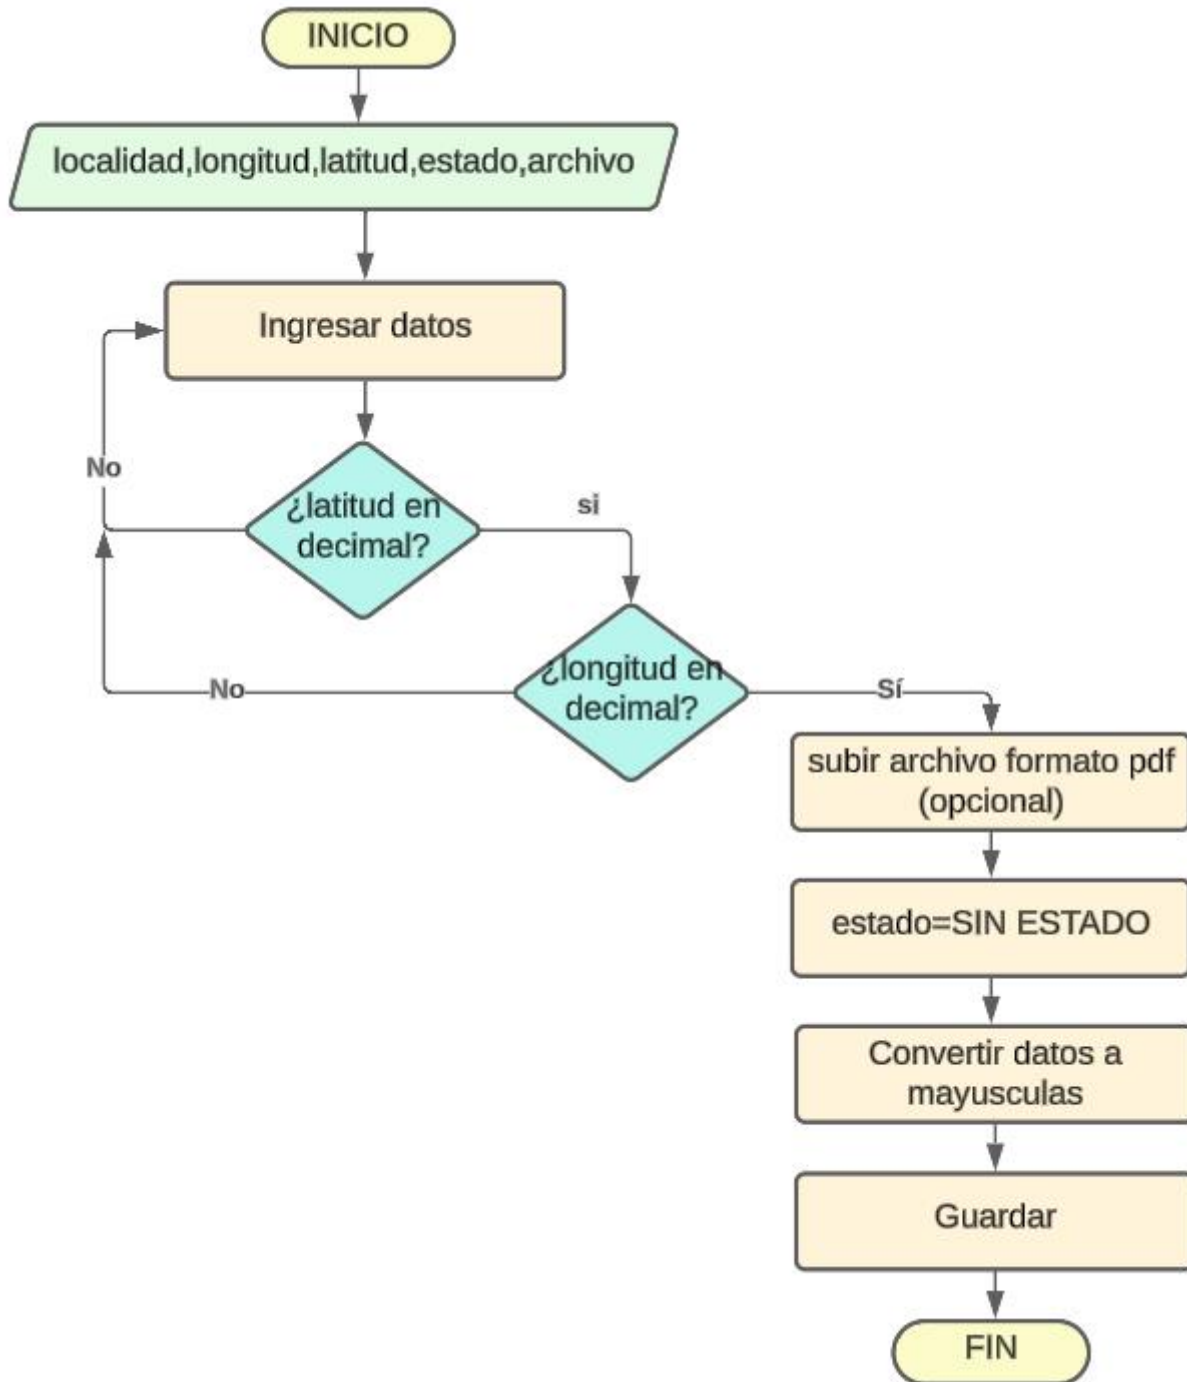 INICIO
localidad,longitud,latitud,estado,archivo
Ingresar datos
No
¿latitud en
decimal?
si
¿longitud en
decimal?
No
Sí
subir archivo formato pdf
(opcional)
estado=SIN ESTADO
Convertir datos a
mayusculas
Guardar
FIN